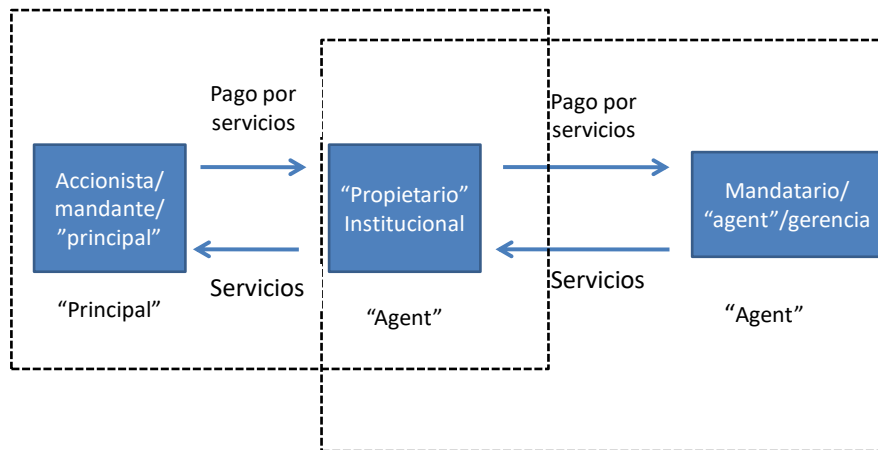 Pago por
servicios
Pago por
servicios
Accionista/
mandante/
”principal”
“Propietario”
Institucional
Mandatario/
“agent”/gerencia
Servicios
Servicios
“Principal”
“Agent”
“Agent”